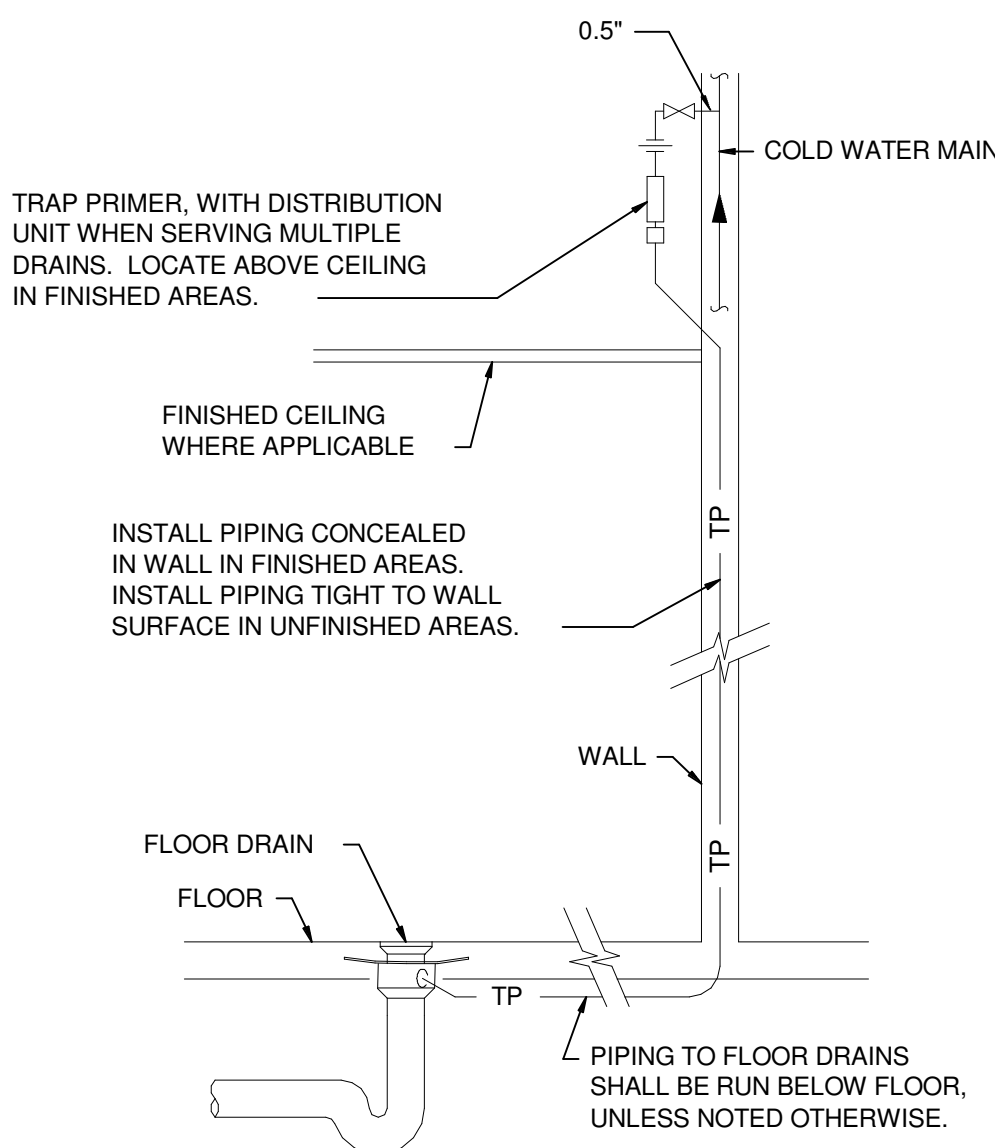 0.5"
COLD WATER MAIN
TRAP PRIMER, WITH DISTRIBUTION
UNIT WHEN SERVING MULTIPLE
DRAINS. LOCATE ABOVE CEILING
IN FINISHED AREAS.
FINISHED CEILING
WHERE APPLICABLE
TP
INSTALL PIPING CONCEALED
IN WALL IN FINISHED AREAS.
INSTALL PIPING TIGHT TO WALL
SURFACE IN UNFINISHED AREAS.
WALL
TP
FLOOR DRAIN
FLOOR
TP
PIPING TO FLOOR DRAINS
SHALL BE RUN BELOW FLOOR,
UNLESS NOTED OTHERWISE.